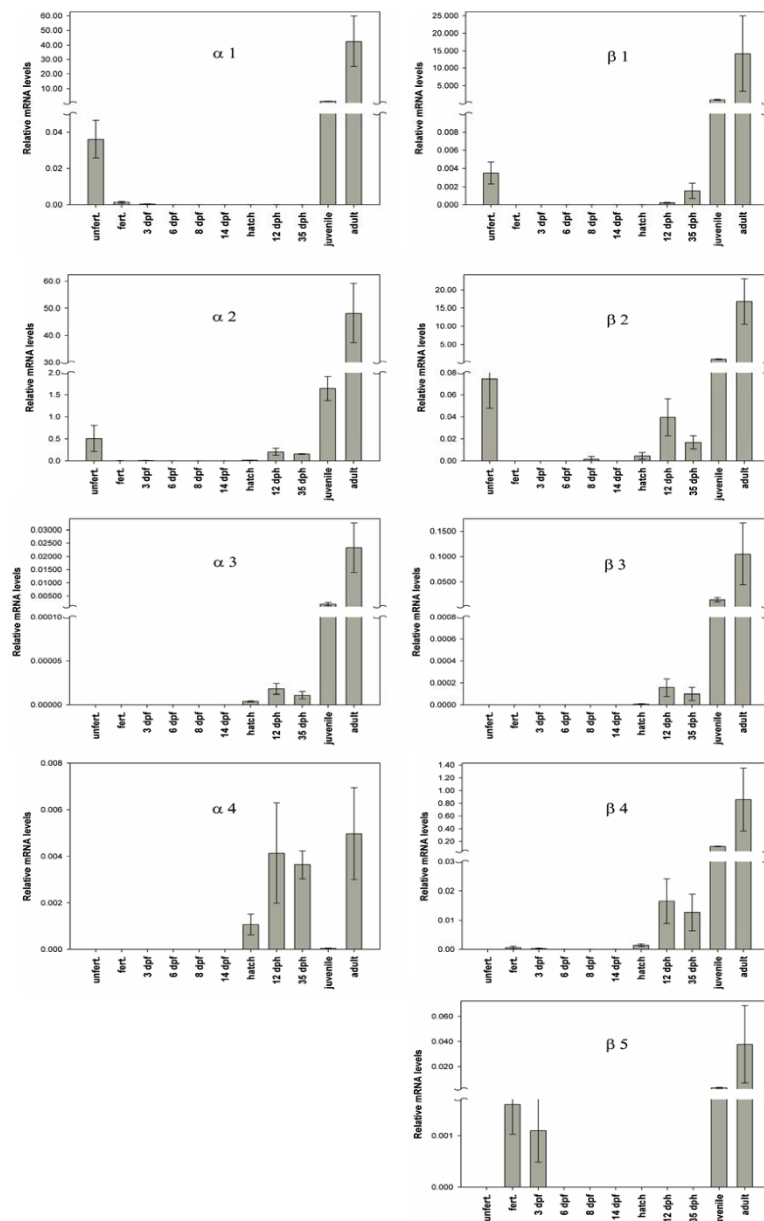 α 1
Relative mRNA levels
60.00
50.00
40.00
30.00
20.00
10.00
0.04
0.02
0.00
unfert.
fert.
3 dpf
6 dpf
8 dpf
14 dpf
hatch
12 dph
35 dph
juvenile
adult
β 1
Relative mRNA levels
25.000
20.000
15.000
10.000
5.000
0.008
0.006
0.004
0.002
0.000
unfert.
fert.
3 dpf
6 dpf
8 dpf
14 dpf
hatch
12 dph
35 dph
juvenile
adult
α 2
Relative mRNA levels
60.0
50.0
40.0
30.0
2.0
1.5
1.0
0.5
0.0
unfert.
fert.
3 dpf
6 dpf
8 dpf
14 dpf
hatch
12 dph
35 dph
juvenile
adult
β 2
Relative mRNA levels
20.00
15.00
10.00
5.00
0.08
0.06
0.04
0.02
0.00
unfert.
fert.
3 dpf
6 dpf
8 dpf
14 dpf
hatch
12 dph
35 dph
juvenile
adult
α 3
Relative mRNA levels
0.03000
0.02500
0.02000
0.01500
0.01000
0.00500
0.00010
0.00005
0.00000
unfert.
fert.
3 dpf
6 dpf
8 dpf
14 dpf
hatch
12 dph
35 dph
juvenile
adult
β 3
Relative mRNA levels
0.1500
0.1000
0.0500
0.0008
0.0006
0.0004
0.0002
0.0000
unfert.
fert.
3 dpf
6 dpf
8 dpf
14 dpf
hatch
12 dph
35 dph
juvenile
adult
α 4
Relative mRNA levels
0.008
0.006
0.004
0.002
0.000
unfert.
fert.
3 dpf
6 dpf
8 dpf
14 dpf
hatch
12 dph
35 dph
juvenile
adult
β 4
Relative mRNA levels
1.40
1.20
1.00
0.80
0.60
0.40
0.20
0.03
0.02
0.01
0.00
unfert.
fert.
3 dpf
6 dpf
8 dpf
14 dpf
hatch
12 dph
35 dph
juvenile
adult
β 5
Relative mRNA levels
0.060
0.040
0.020
0.001
0.000
unfert.
fert.
3 dpf
6 dpf
8 dpf
14 dpf
hatch
12 dph
35 dph
juvenile
adult